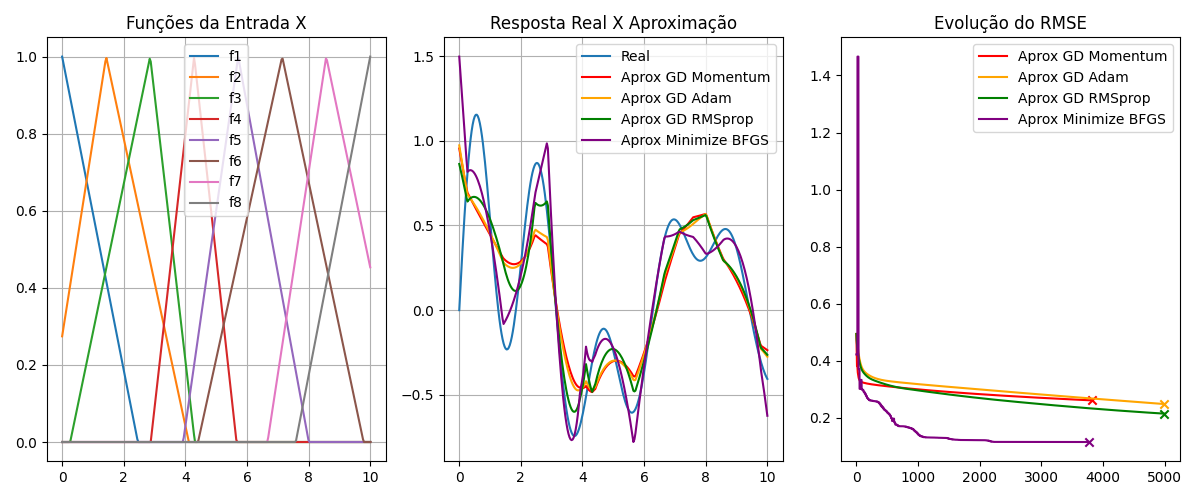 Funções da Entrada X
1.0
0.8
0.6
0.4
0.2
0.0
0 2 4 6 8 10
f1
f2
f3
f4
f5
f6
f7
f8
Resposta Real X Aproximação
1.5
1.0
0.5
0.0
−0.5
0 2 4 6 8 10
Real
Aprox GD Momentum
Aprox GD Adam
Aprox GD RMSprop
Aprox Minimize BFGS
Evolução do RMSE
1.4
1.2
1.0
0.8
0.6
0.4
0.2
0 1000 2000 3000 4000 5000
Aprox GD Momentum
Aprox GD Adam
Aprox GD RMSprop
Aprox Minimize BFGS